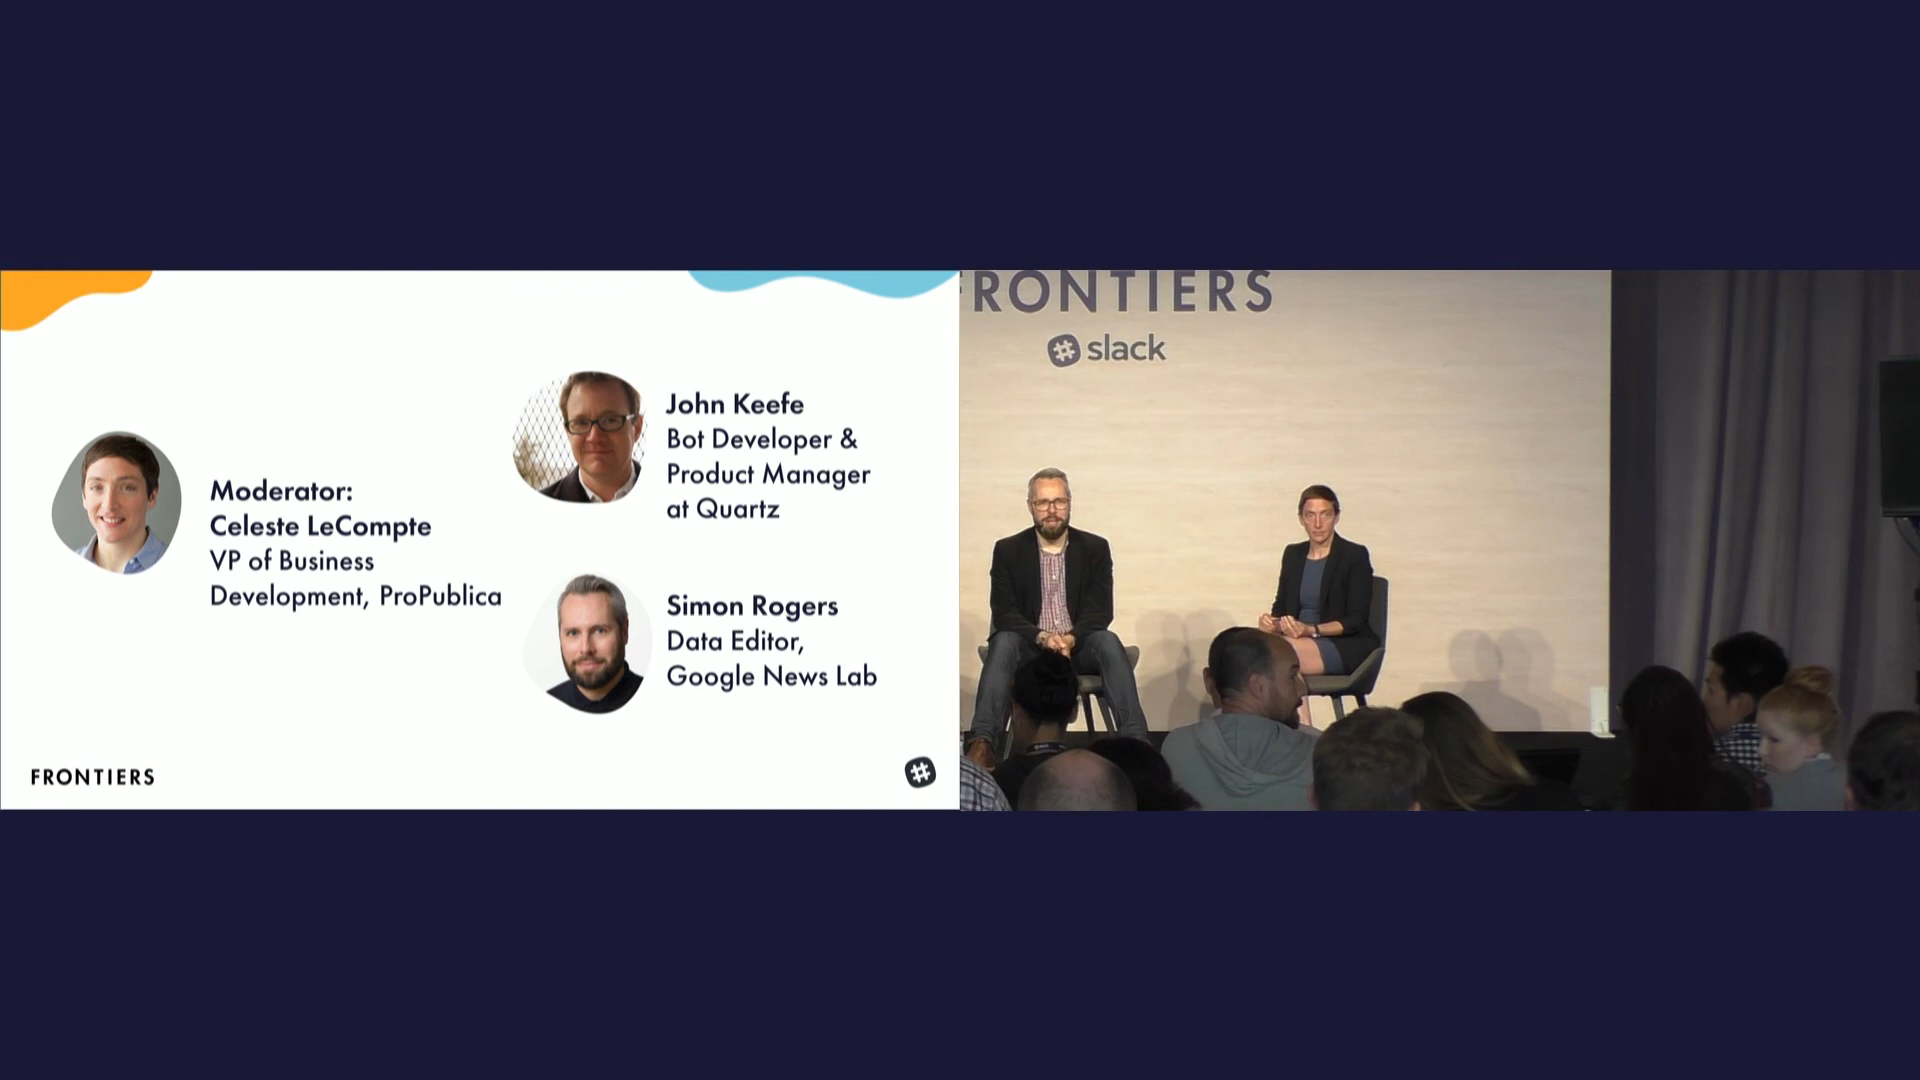 Moderator:
Celeste LeCompte
VP of Business
Development, ProPublica
John Keefe
Bot Developer &
Product Manager
at Quartz
Simon Rogers
Data Editor,
Google News Lab
FRONTIERS
FRONTIERS
slack